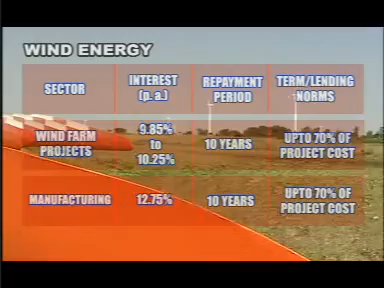 WIND ENERGY
SECTOR
INTEREST
(p. a.)
REPAYMENT
PERIOD
TERM/LENDING
NORMS
WIND FARM
PROJECTS
9.85%
to
10.25%
10 YEARS
UPTO 70% OF
PROJECT COST
MANUFACTURING
12.75%
10 YEARS
UPTO 70% OF
PROJECT COST